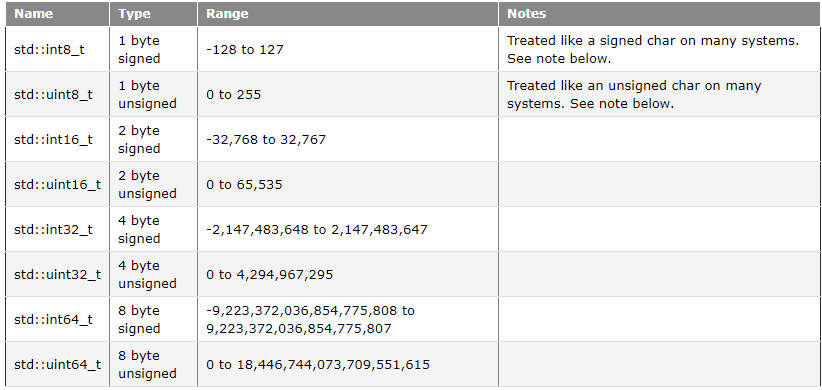 Name Type Range Notes
std::int8_t 1 byte signed -128 to 127 Treated like a signed char on many systems. See note below.
std::uint8_t 1 byte unsigned 0 to 255 Treated like an unsigned char on many systems. See note below.
std::int16_t 2 byte signed -32,768 to 32,767
std::uint16_t 2 byte unsigned 0 to 65,535
std::int32_t 4 byte signed -2,147,483,648 to 2,147,483,647
std::uint32_t 4 byte unsigned 0 to 4,294,967,295
std::int64_t 8 byte signed -9,223,372,036,854,775,808 to 9,223,372,036,854,775,807
std::uint64_t 8 byte unsigned 0 to 18,446,744,073,709,551,615